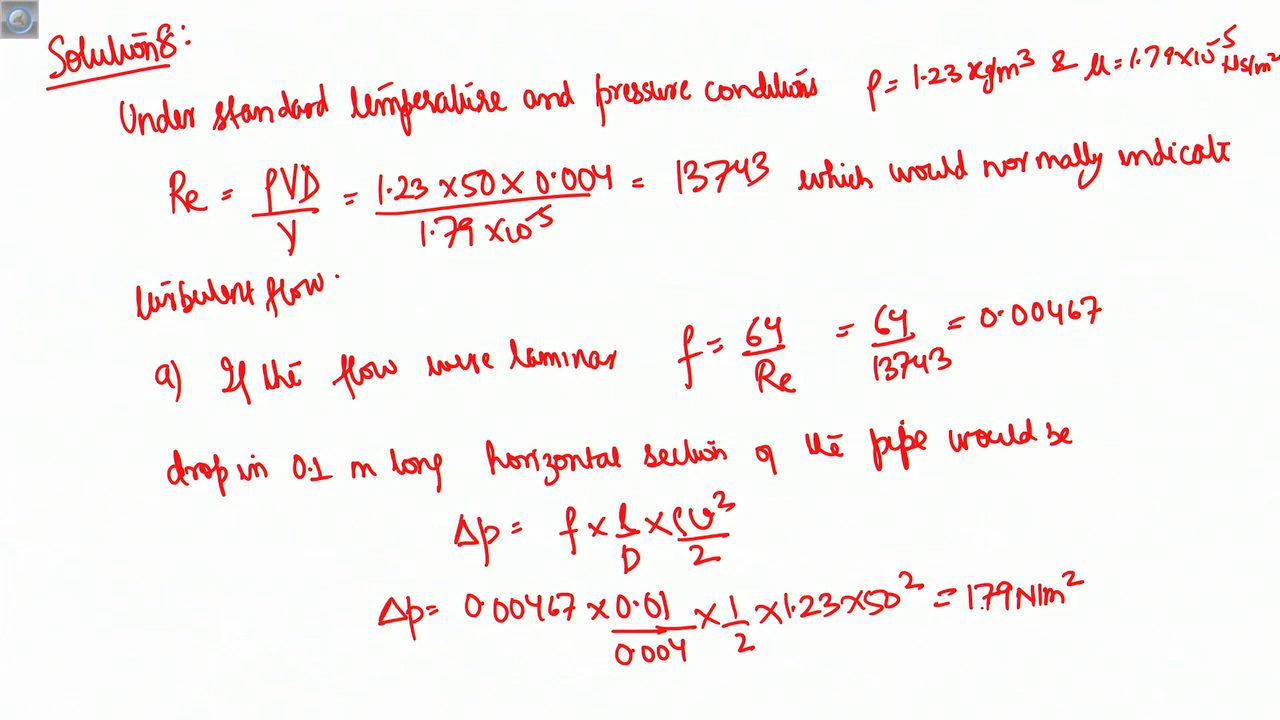 Solutions:
Under standard temperature and pressure conditions ρ = 1.23 kg/m³ & μ = 1.79×10⁻⁵ Ns/m²
Re = ρVD/γ = 1.23 × 50 × 0.004 / 1.79 × 10⁻⁵ = 13743 which would normally indicate
turbulent flow.
a) If the flow were laminar f = 64/Re = 64/13743 = 0.00467
drop in 0.1 m long horizontal section of the pipe would be
Δp = f × l/D × ρv²/2
Δp = 0.00467 × 0.01/0.004 × 1/2 × 1.23 × 50² = 179 N/m²